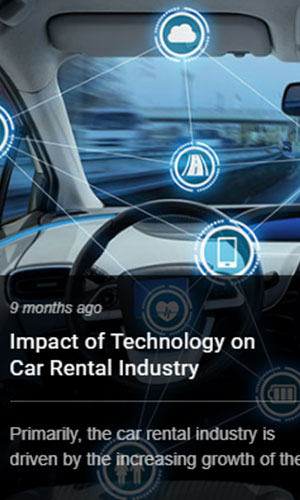 9 months ago
Impact of Technology on
Car Rental Industry
Primarily, the car rental industry is
driven by the increasing growth of the